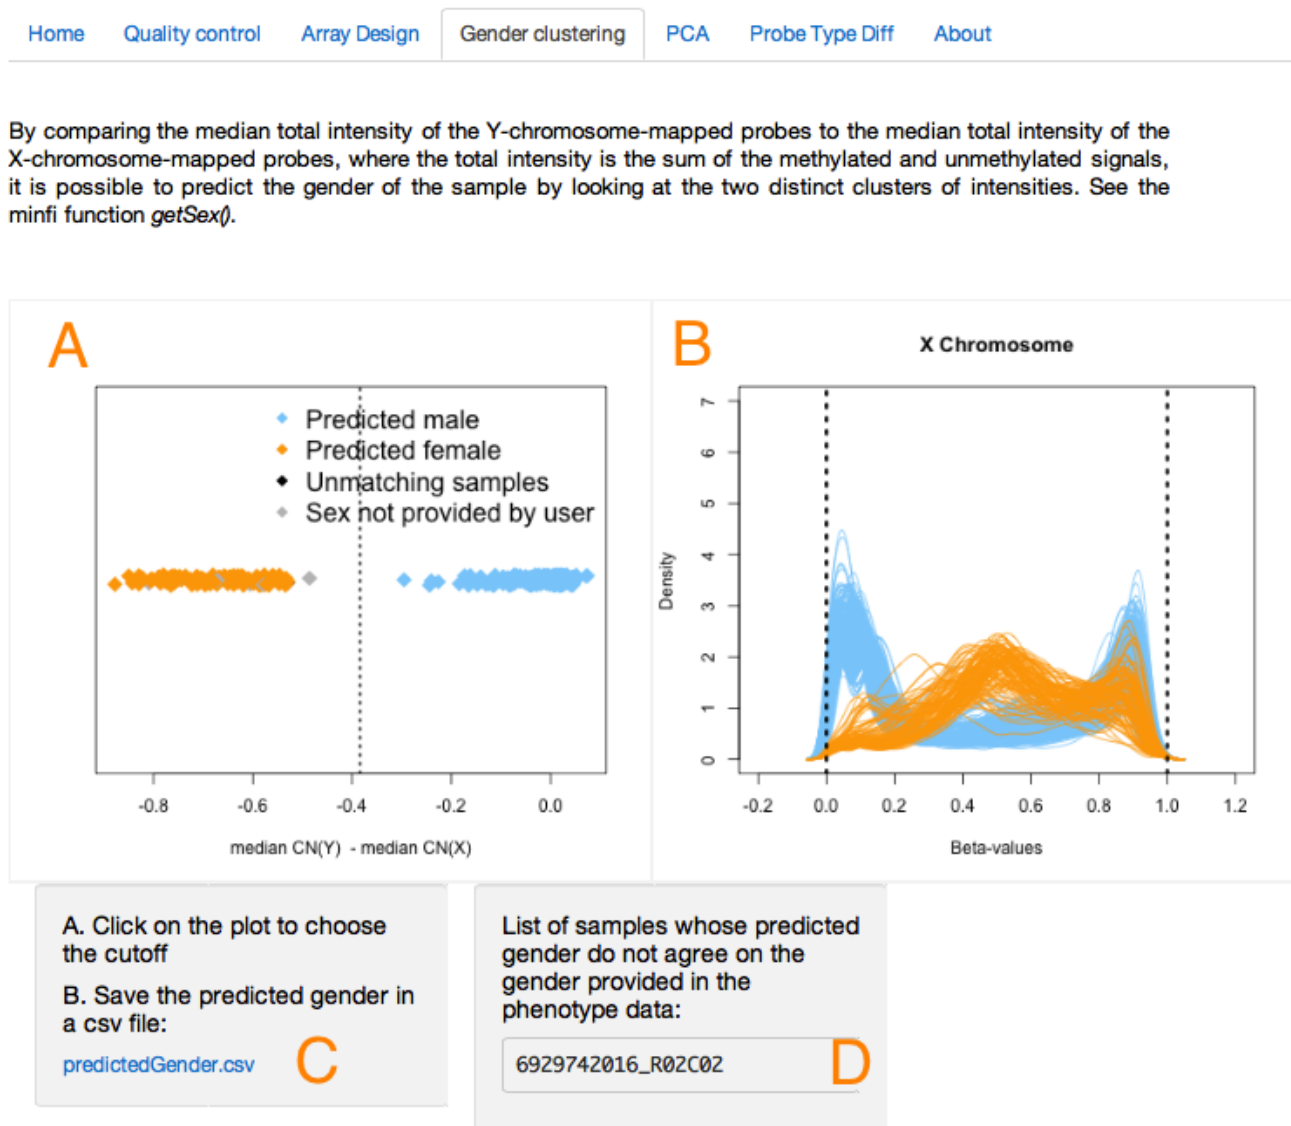 Home Quality control Array Design Gender clustering PCA Probe Type Diff About
By comparing the median total intensity of the Y-chromosome-mapped probes to the median total intensity of the
X-chromosome-mapped probes, where the total intensity is the sum of the methylated and unmethylated signals,
it is possible to predict the gender of the sample by looking at the two distinct clusters of intensities. See the
minfi function getSex().
A
Predicted male
Predicted female
Unmatching samples
Sex not provided by user
-0.8 -0.6 -0.4 -0.2 0.0
median CN(Y) - median CN(X)
B
X Chromosome
7
6
5
4
3
2
1
0
Density
-0.2 0.0 0.2 0.4 0.6 0.8 1.0 1.2
Beta-values
A. Click on the plot to choose
the cutoff
B. Save the predicted gender in
a csv file:
predictedGender.csv
C
List of samples whose predicted
gender do not agree on the
gender provided in the
phenotype data:
6929742016_R02C02
D